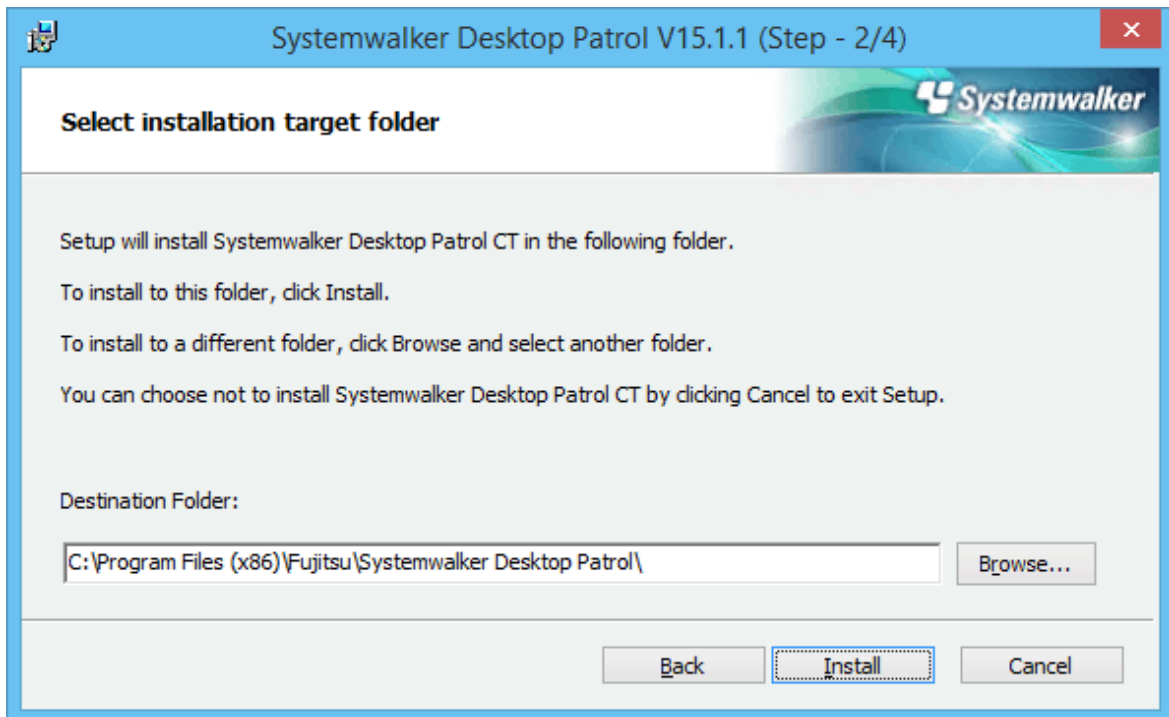 Systemwalker Desktop Patrol V15.1.1 (Step - 2/4)
Systemwalker
Select installation target folder
Setup will install Systemwalker Desktop Patrol CT in the following folder.
To install to this folder, click Install.
To install to a different folder, click Browse and select another folder.
You can choose not to install Systemwalker Desktop Patrol CT by clicking Cancel to exit Setup.
Destination Folder:
C:\Program Files (x86)\Fujitsu\Systemwalker Desktop Patrol\
Browse...
Back
Install
Cancel